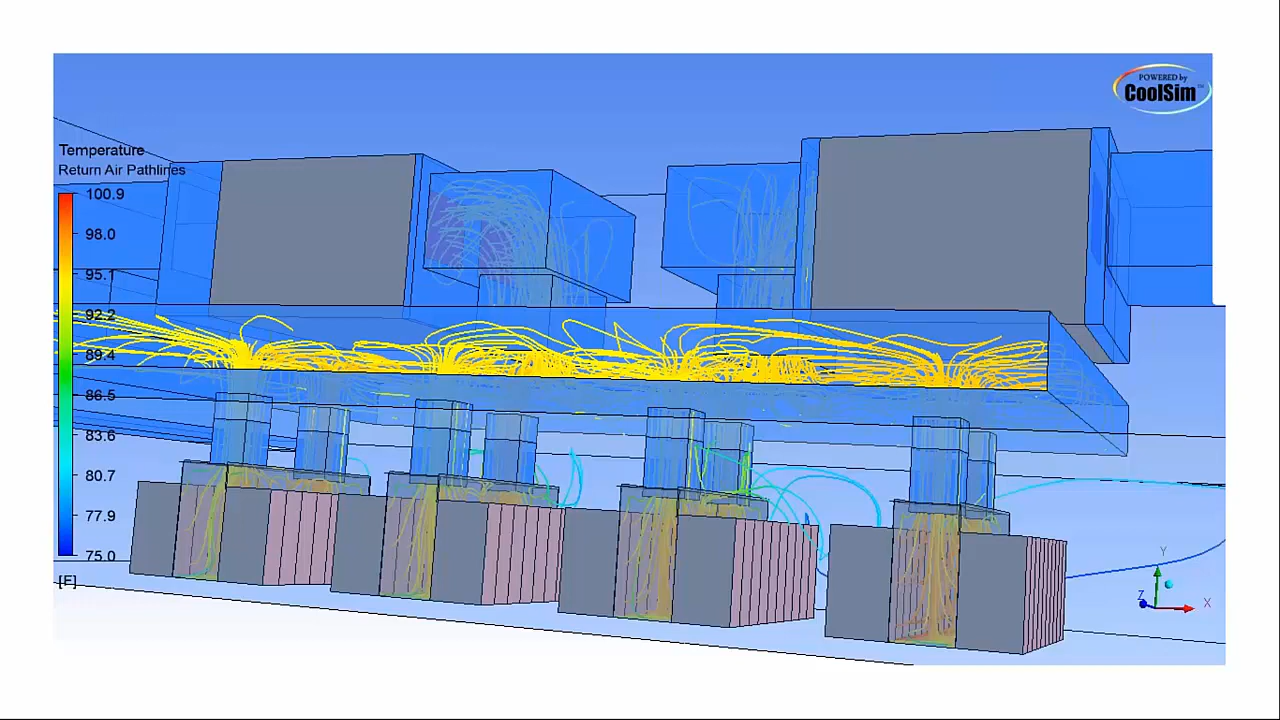 POWERED by
CoolSim™
Temperature
Return Air Pathlines
100.9
98.0
95.1
92.2
89.4
86.5
83.6
80.7
77.9
75.0
[F]
Y
Z
X